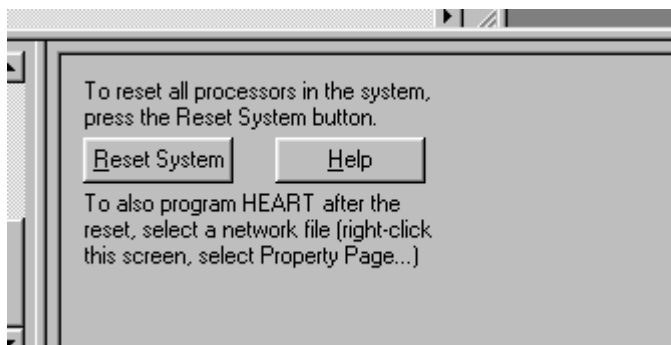 To reset all processors in the system,
press the Reset System button.
Reset System
Help
To also program HEART after the
reset, select a network file (right-click
this screen, select Property Page...)